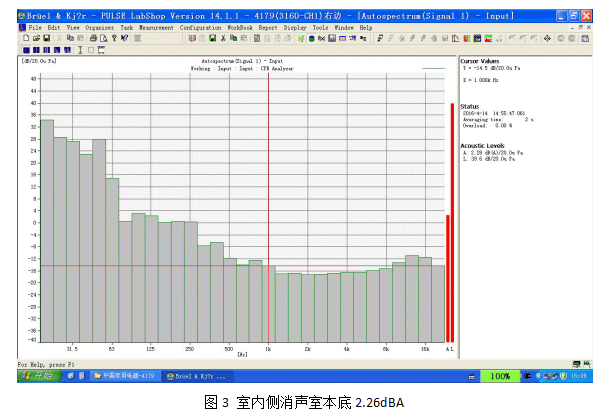 Brüel & Kj?r - PULSE LabShop Version 14.1.1 - 4179(3160-CH1)右边 - [Autospectrum(Signal 1) - Input]
File Edit View Organiser Task Measurement Configuration WorkBook Report Display Tools Window Help
[dB/20.0u Pa]
Autospectrum(Signal 1) - Input
Working : Input : Input : CPB Analyser
48
44
40
36
32
28
24
20
16
12
8
4
0
-4
-8
-12
-16
-20
-24
-28
-32
-36
-40
31.5 63 125 250 500 1k 2k 4k 8k 16k A L
[Hz]
Cursor Values
Y = -14.5 dB/20.0u Pa
X = 1.000k Hz
Status
2016-4-14 14:55:47.061
Averaging time: 2 s
Overload: 0.00 %
Acoustic Levels
A: 2.26 dB(A)/20.0u Pa
L: 39.6 dB/20.0u Pa
For Help, press F1
开始 中国家用电器-4179 Brüel & Kj?r ... 100% 15:05
图 3 室内侧消声室本底 2.26dBA